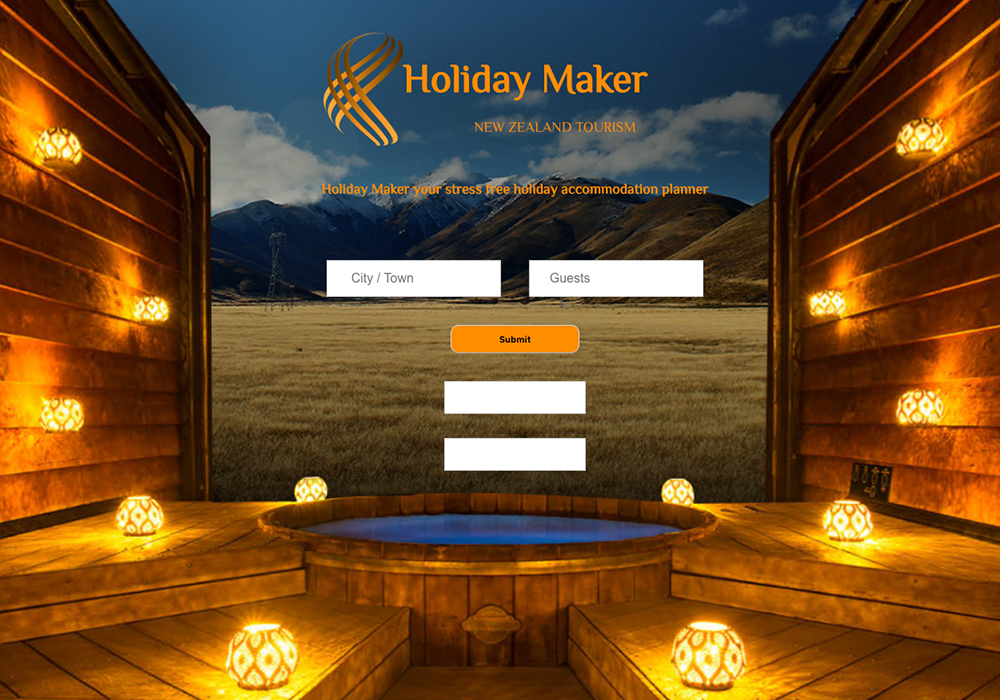 Holiday Maker
NEW ZEALAND TOURISM
Holiday Maker your stress free holiday accommodation planner
City / Town
Guests
Submit